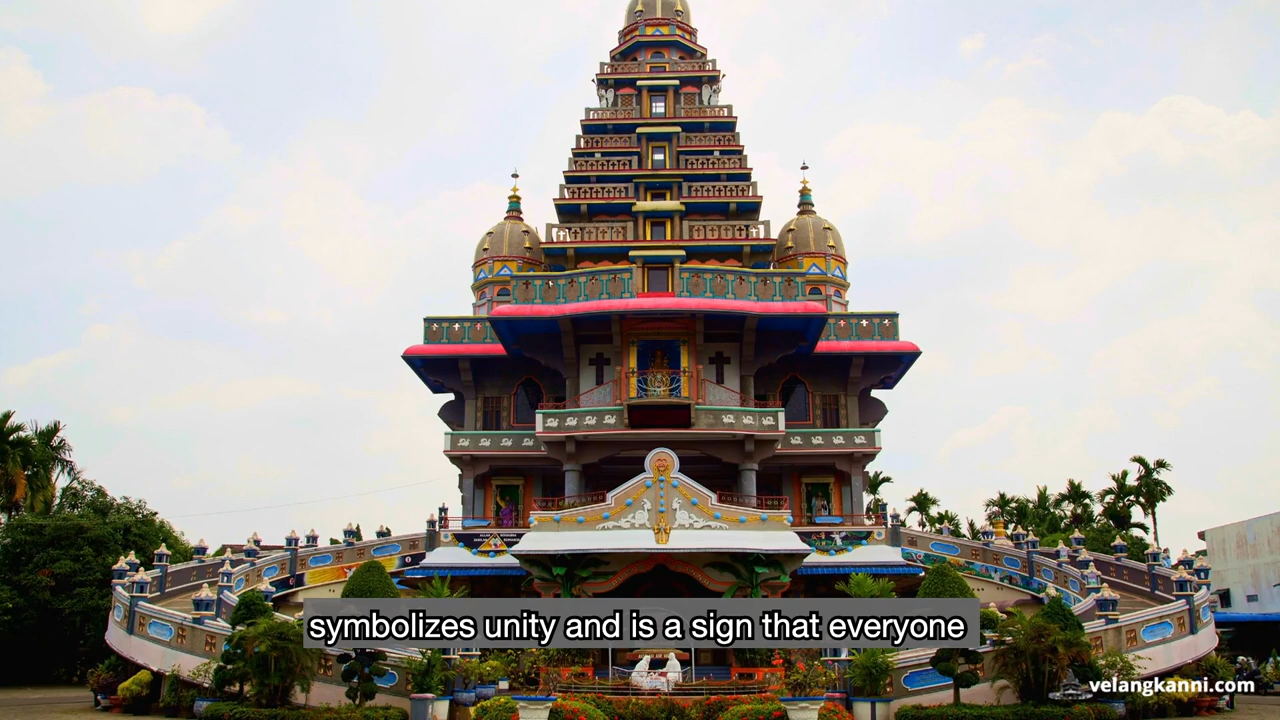 symbolizes unity and is a sign that everyone
velangkanni.com